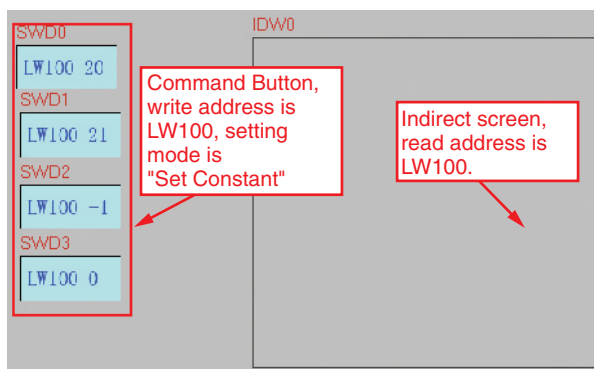 SWD0
LW100 20
SWD1
LW100 21
SWD2
LW100 -1
SWD3
LW100 0
Command Button,
write address is
LW100, setting
mode is
"Set Constant"
IDW0
Indirect screen,
read address is
LW100.